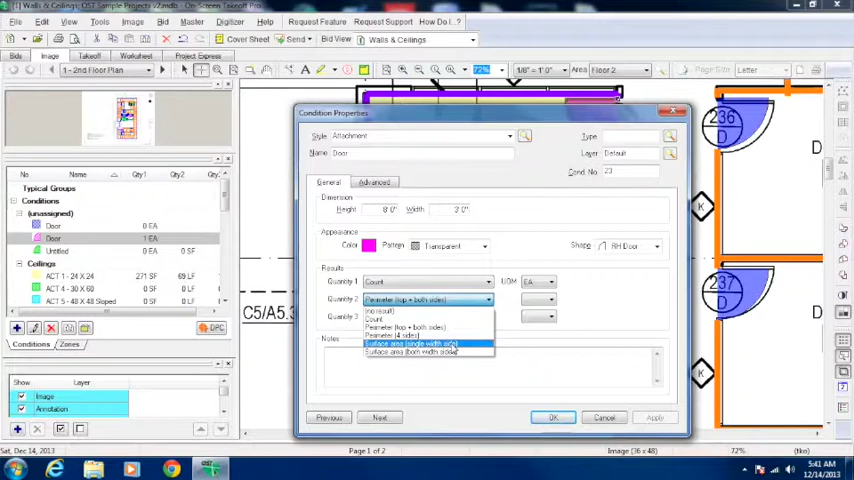 [1] Walls & Ceilings, OST Sample Projects v2.mdb - On-Screen Takeoff Pro
File Edit View Tools Image Bid Master Digitizer Help Request Feature Request Support How Do I..?
Cover Sheet Send Bid View Walls & Ceilings
Bids Image Takeoff Worksheet Project Express
1 - 2nd Floor Plan 72% 1/8" = 1' 0" Area Floor 2 Page Size Letter
No Name Qty1 Qty2
Typical Groups
Conditions
(unassigned)
Door 0 EA
Door 1 EA
Untitled 0 EA 0 SF
Ceilings
ACT 1 - 24 X 24 271 SF 69 LF
ACT 4 - 36 X 36 0 SF 0 LF
ACT 5 - 48 X 48 Sloped 0 SF 0 LF
DPC
Conditions Zones
Show Layer
Image
Annotation
Condition Properties
Style Attachment Type
Name Door Layer Default
Cond. No 23
General Advanced
Dimension
Height 8' 0" Width 3' 0"
Appearance
Color Pattern Transparent Shape RH Door
Results
Quantity 1 Count UOM EA
Quantity 2 Perimeter (top + both sides)
Quantity 3
(no result)
Count
Perimeter (top + both sides)
Perimeter (4 sides)
Surface area (single width side)
Surface area (both width sides)
Notes
Previous Next OK Cancel Apply
C5/A5.3
236
D
K
237
D
K
D
D
Sat, Dec 14, 2013 Page 1 of 2 Image (36 x 48) 72% (tko)
OST
5:41 AM
12/14/2013